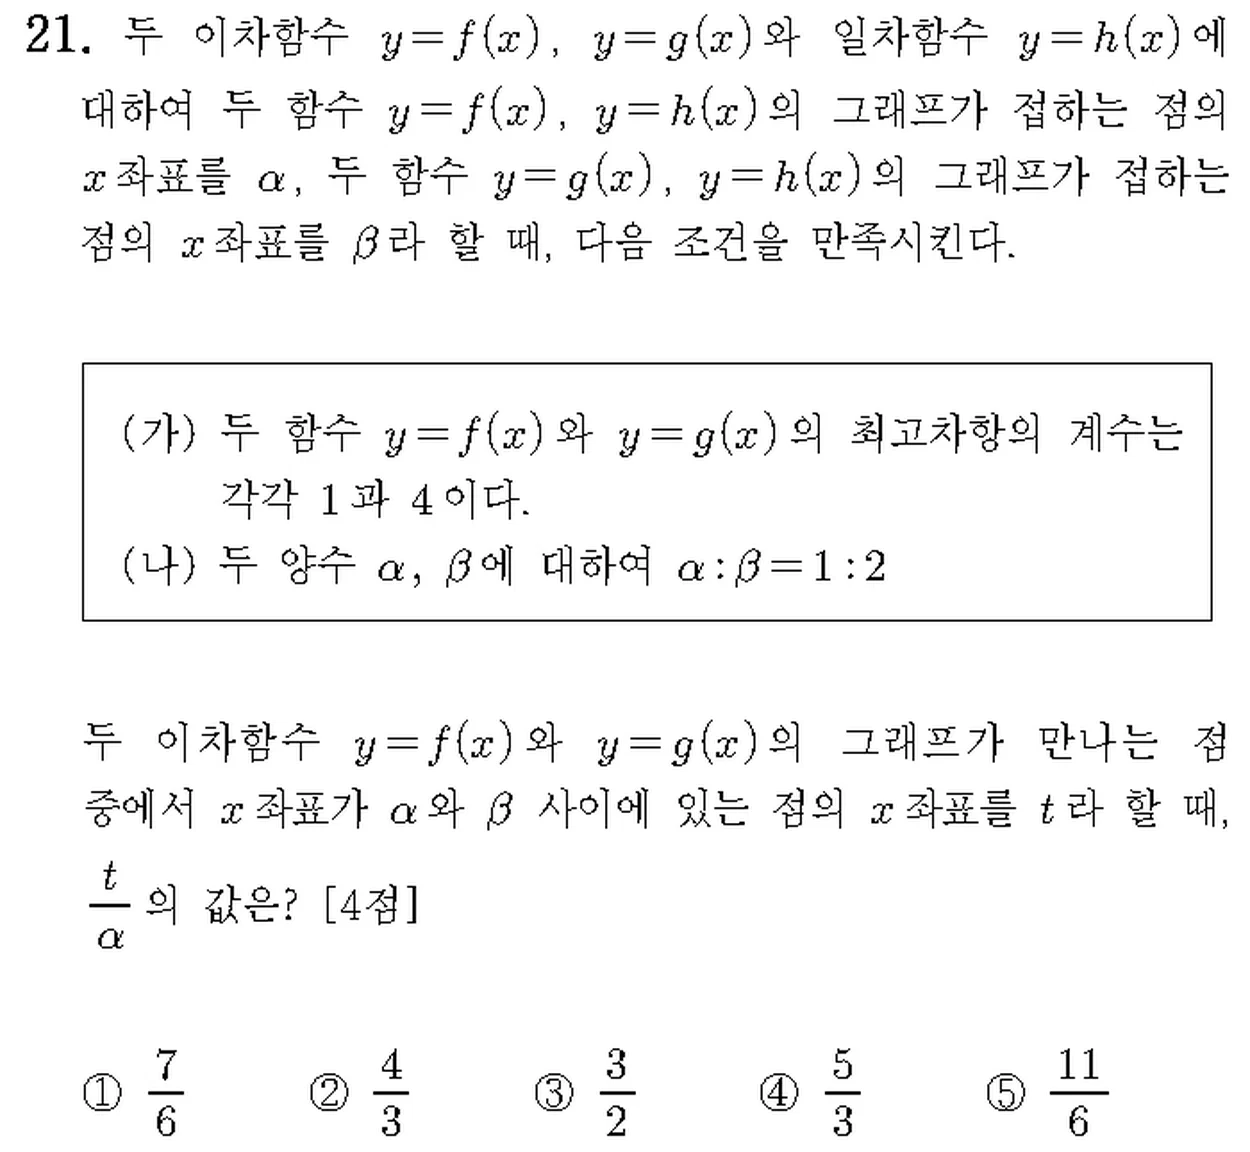 21. 두 이차함수 y=f(x), y=g(x)와 일차함수 y=h(x)에
대하여 두 함수 y=f(x), y=h(x)의 그래프가 접하는 점의
x좌표를 α, 두 함수 y=g(x), y=h(x)의 그래프가 접하는
점의 x좌표를 β라 할 때, 다음 조건을 만족시킨다.
(가) 두 함수 y=f(x)와 y=g(x)의 최고차항의 계수는
각각 1과 4이다.
(나) 두 양수 α, β에 대하여 α:β=1:2
두 이차함수 y=f(x)와 y=g(x)의 그래프가 만나는 점
중에서 x좌표가 α와 β 사이에 있는 점의 x좌표를 t라 할 때,
t/α의 값은? [4점]
① 7/6 ② 4/3 ③ 3/2 ④ 5/3 ⑤ 11/6